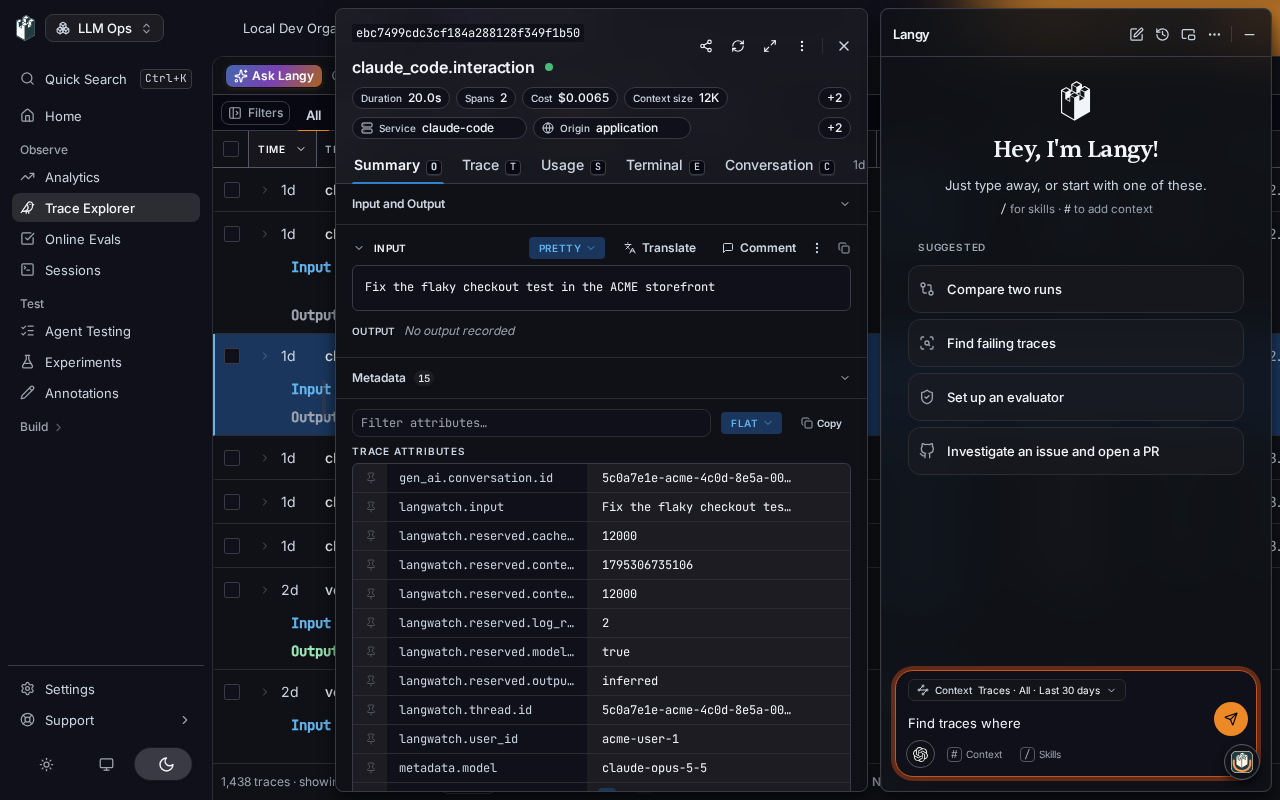 LLM Ops
Local Dev Orga
Quick Search Ctrl+K
Home
Observe
Analytics
Trace Explorer
Online Evals
Sessions
Test
Agent Testing
Experiments
Annotations
Build
Settings
Support
Ask Langy
Filters
All
TIME
1d
1d
Input
Output
1d
Input
Output
1d
1d
1d
2d
Input
Output
2d
Input
1,438 traces · showin
ebc7499cdc3cf184a288128f349f1b50
claude_code.interaction
Duration 20.0s
Spans 2
Cost $0.0065
Context size 12K
+2
Service claude-code
Origin application
+2
Summary O
Trace T
Usage S
Terminal E
Conversation C
1d
Input and Output
INPUT
PRETTY
Translate
Comment
Fix the flaky checkout test in the ACME storefront
OUTPUT No output recorded
Metadata 15
Filter attributes…
FLAT
Copy
TRACE ATTRIBUTES
gen_ai.conversation.id 5c0a7e1e-acme-4c0d-8e5a-00…
langwatch.input Fix the flaky checkout tes…
langwatch.reserved.cache… 12000
langwatch.reserved.conte… 1795306735106
langwatch.reserved.conte… 12000
langwatch.reserved.log_r… 2
langwatch.reserved.model… true
langwatch.reserved.outpu… inferred
langwatch.thread.id 5c0a7e1e-acme-4c0d-8e5a-00…
langwatch.user_id acme-user-1
metadata.model claude-opus-5-5
Langy
Hey, I'm Langy!
Just type away, or start with one of these.
/ for skills · # to add context
SUGGESTED
Compare two runs
Find failing traces
Set up an evaluator
Investigate an issue and open a PR
Context Traces · All · Last 30 days
Find traces where
# Context
/ Skills